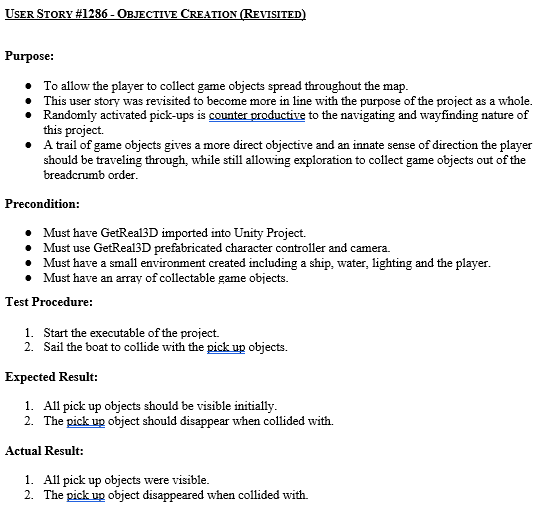 USER STORY #1286 - OBJECTIVE CREATION (REVISITED)
Purpose:
● To allow the player to collect game objects spread throughout the map.
● This user story was revisited to become more in line with the purpose of the project as a whole.
● Randomly activated pick-ups is counter productive to the navigating and wayfinding nature of
this project.
● A trail of game objects gives a more direct objective and an innate sense of direction the player
should be traveling through, while still allowing exploration to collect game objects out of the
breadcrumb order.
Precondition:
● Must have GetReal3D imported into Unity Project.
● Must use GetReal3D prefabricated character controller and camera.
● Must have a small environment created including a ship, water, lighting and the player.
● Must have an array of collectable game objects.
Test Procedure:
1. Start the executable of the project.
2. Sail the boat to collide with the pick up objects.
Expected Result:
1. All pick up objects should be visible initially.
2. The pick up object should disappear when collided with.
Actual Result:
1. All pick up objects were visible.
2. The pick up object disappeared when collided with.